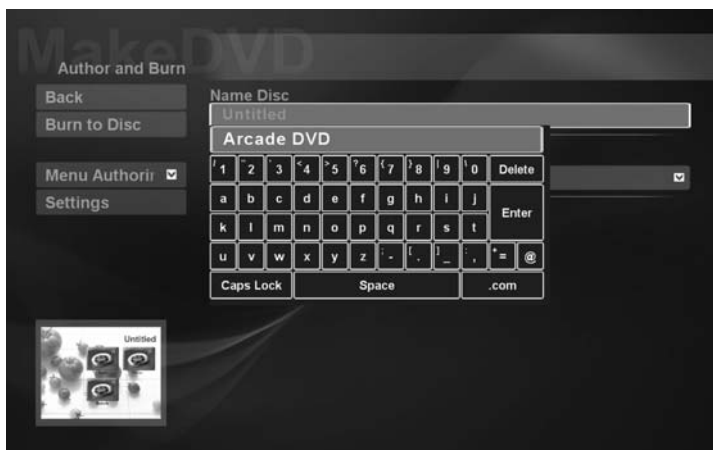 MakeDVD
Author and Burn
Back
Burn to Disc
Menu Authorin
Settings
Name Disc
Untitled
Arcade DVD
! 1 " 2 ' 3 < 4 > 5 ? 6 { 7 } 8 | 9 \ 0 Delete
a b c d e f g h i j
Enter
k l m n o p q r s t
u v w x y z ; - [ . ] _ : , * = @
Caps Lock Space .com
Untitled